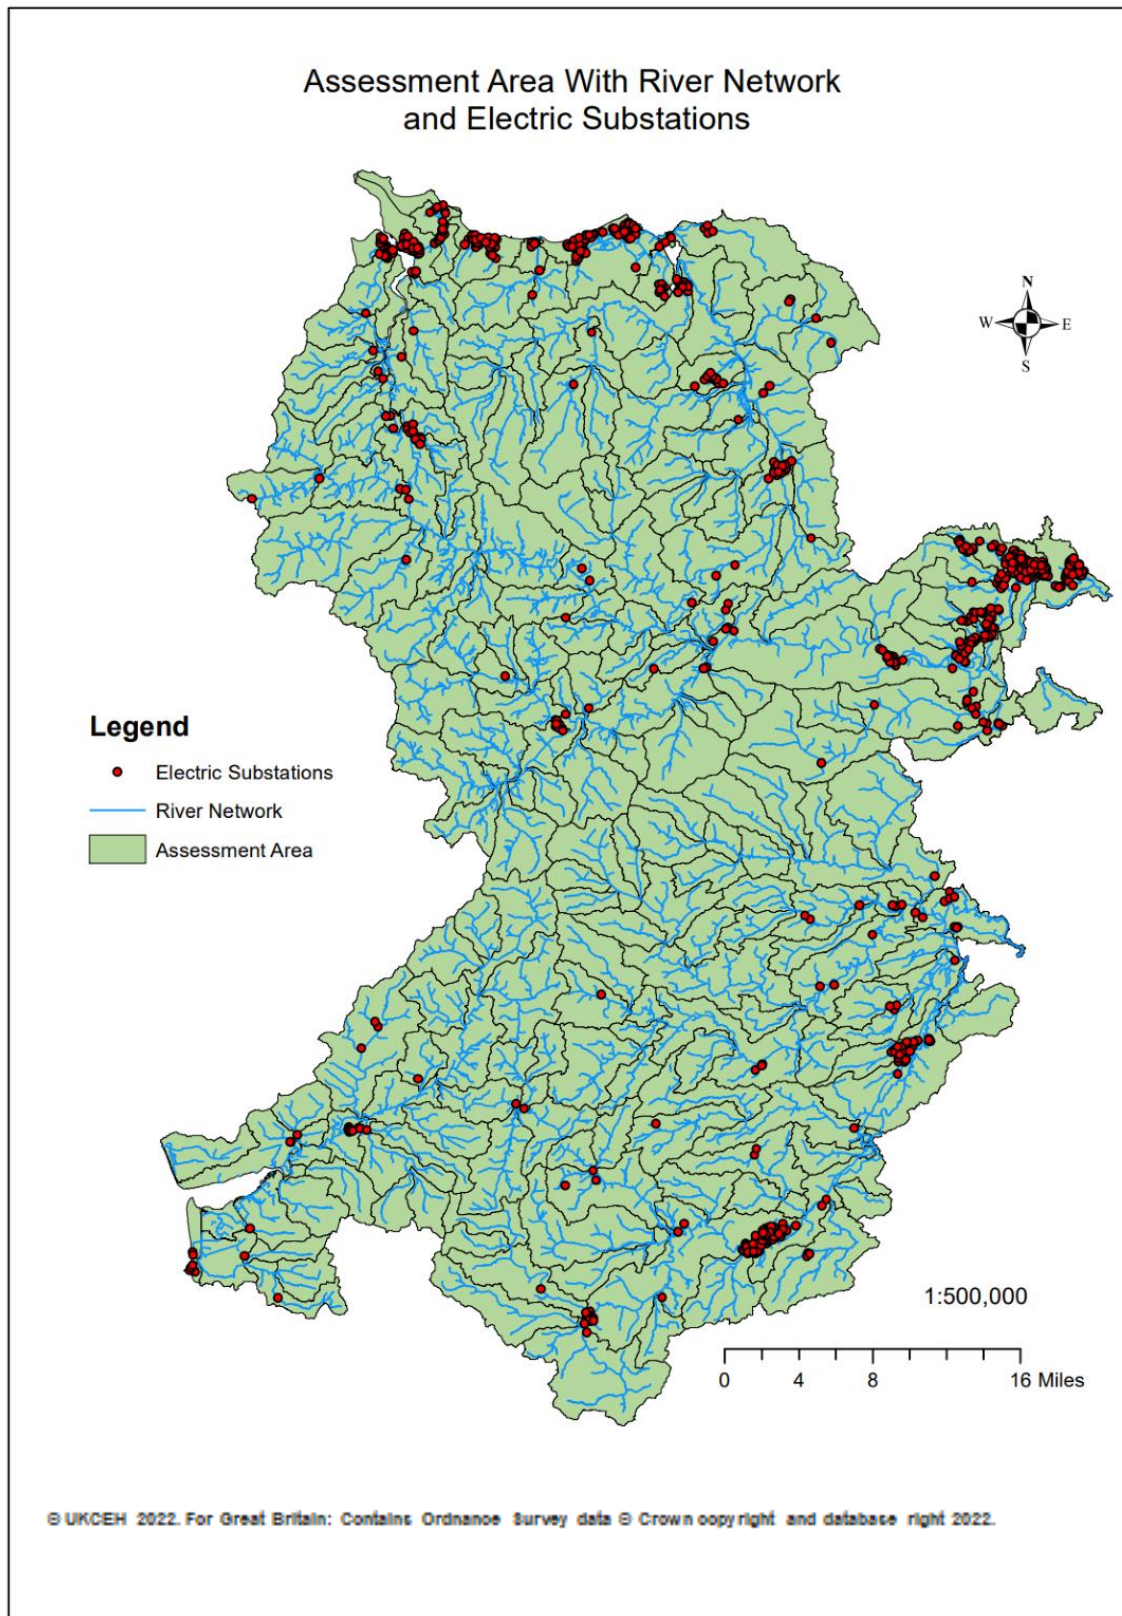 Assessment Area With River Network
and Electric Substations
N
W E
S
Legend
Electric Substations
River Network
Assessment Area
1:500,000
0 4 8 16 Miles
© UKCEH 2022. For Great Britain: Contains Ordnance Survey data © Crown copyright and database right 2022.